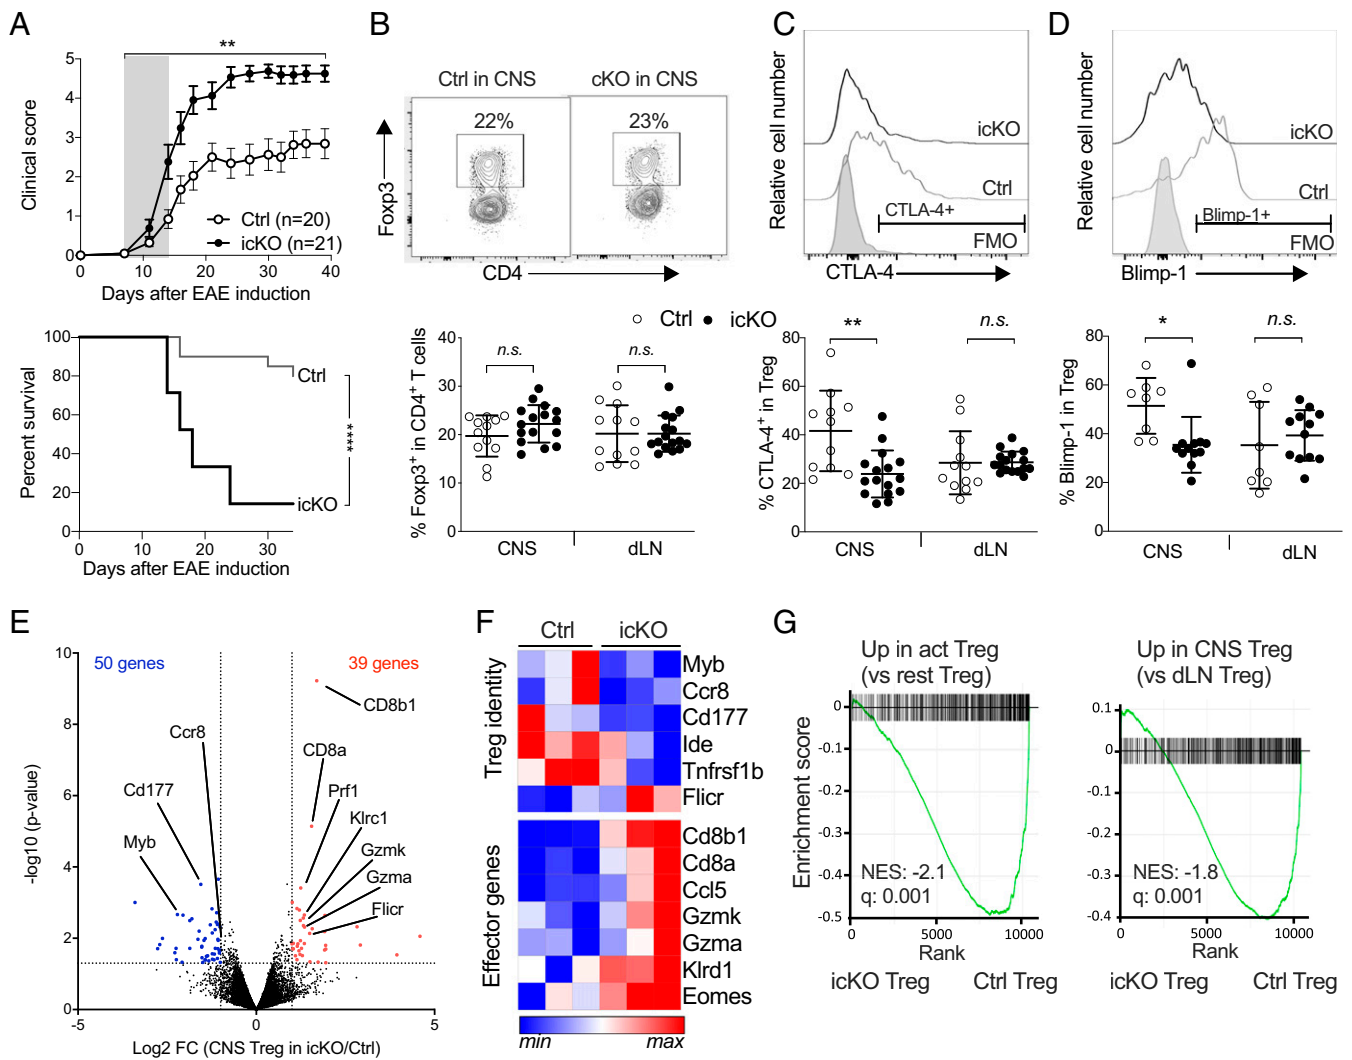 A
**
Clinical score
5
4
3
2
1
0
Ctrl (n=20)
icKO (n=21)
0 10 20 30 40
Days after EAE induction
Percent survival
100
80
60
40
20
0
Ctrl
****
icKO
0 10 20 30
Days after EAE induction
B
Ctrl in CNS
cKO in CNS
22%
23%
Foxp3
CD4
Ctrl
icKO
% Foxp3+ in CD4+ T cells
40
30
20
10
0
n.s.
n.s.
CNS
dLN
C
Relative cell number
icKO
Ctrl
CTLA-4+
FMO
CTLA-4
% CTLA-4+ in Treg
80
60
40
20
0
**
n.s.
CNS
dLN
D
Relative cell number
icKO
Ctrl
Blimp-1+
FMO
Blimp-1
% Blimp-1 in Treg
80
60
40
20
0
*
n.s.
CNS
dLN
E
50 genes
39 genes
-log10 (p-value)
10
8
6
4
2
0
CD8b1
Ccr8
CD8a
Cd177
Prf1
Klrc1
Myb
Gzmk
Gzma
Flicr
-5 0 5
Log2 FC (CNS Treg in icKO/Ctrl)
F
Ctrl
icKO
Treg identity
Myb
Ccr8
Cd177
Ide
Tnfrsf1b
Flicr
Effector genes
Cd8b1
Cd8a
Ccl5
Gzmk
Gzma
Klrd1
Eomes
min
max
G
Up in act Treg
(vs rest Treg)
Enrichment score
0
-0.1
-0.2
-0.3
-0.4
-0.5
NES: -2.1
q: 0.001
0 5000 10000
Rank
icKO Treg
Ctrl Treg
Up in CNS Treg
(vs dLN Treg)
0.1
0
-0.1
-0.2
-0.3
-0.4
NES: -1.8
q: 0.001
0 5000 10000
Rank
icKO Treg
Ctrl Treg